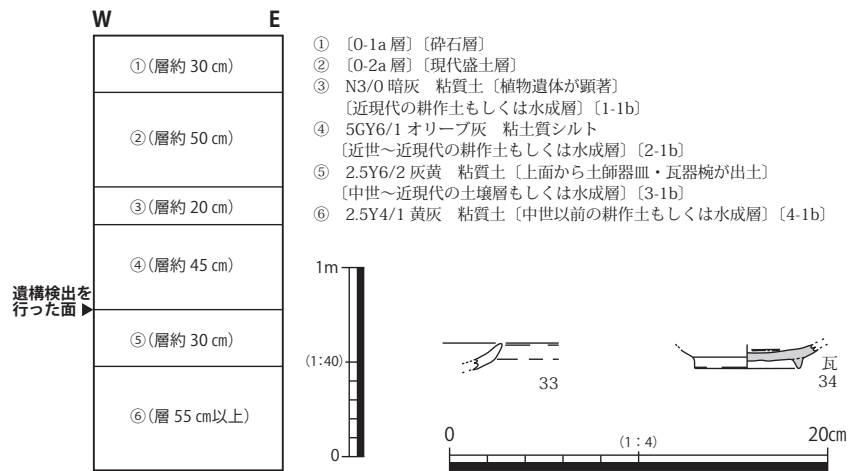 W E
①(層約 30 ㎝)
②(層約 50 ㎝)
③(層約 20 ㎝)
④(層約 45 ㎝)
遺構検出を
行った面 ▶
⑤(層約 30 ㎝)
⑥(層 55 ㎝以上)
① 〔0-1a 層〕〔砕石層〕
② 〔0-2a 層〕〔現代盛土層〕
③ N3/0 暗灰 粘質土〔植物遺体が顕著〕
〔近現代の耕作土もしくは水成層〕〔1-1b〕
④ 5GY6/1 オリーブ灰 粘土質シルト
〔近世～近現代の耕作土もしくは水成層〕〔2-1b〕
⑤ 2.5Y6/2 灰黄 粘質土〔上面から土師器皿・瓦器椀が出土〕
〔中世～近現代の土壌層もしくは水成層〕〔3-1b〕
⑥ 2.5Y4/1 黄灰 粘質土〔中世以前の耕作土もしくは水成層〕〔4-1b〕
1m
(1:40)
0
33
瓦
34
0 (1:4) 20㎝